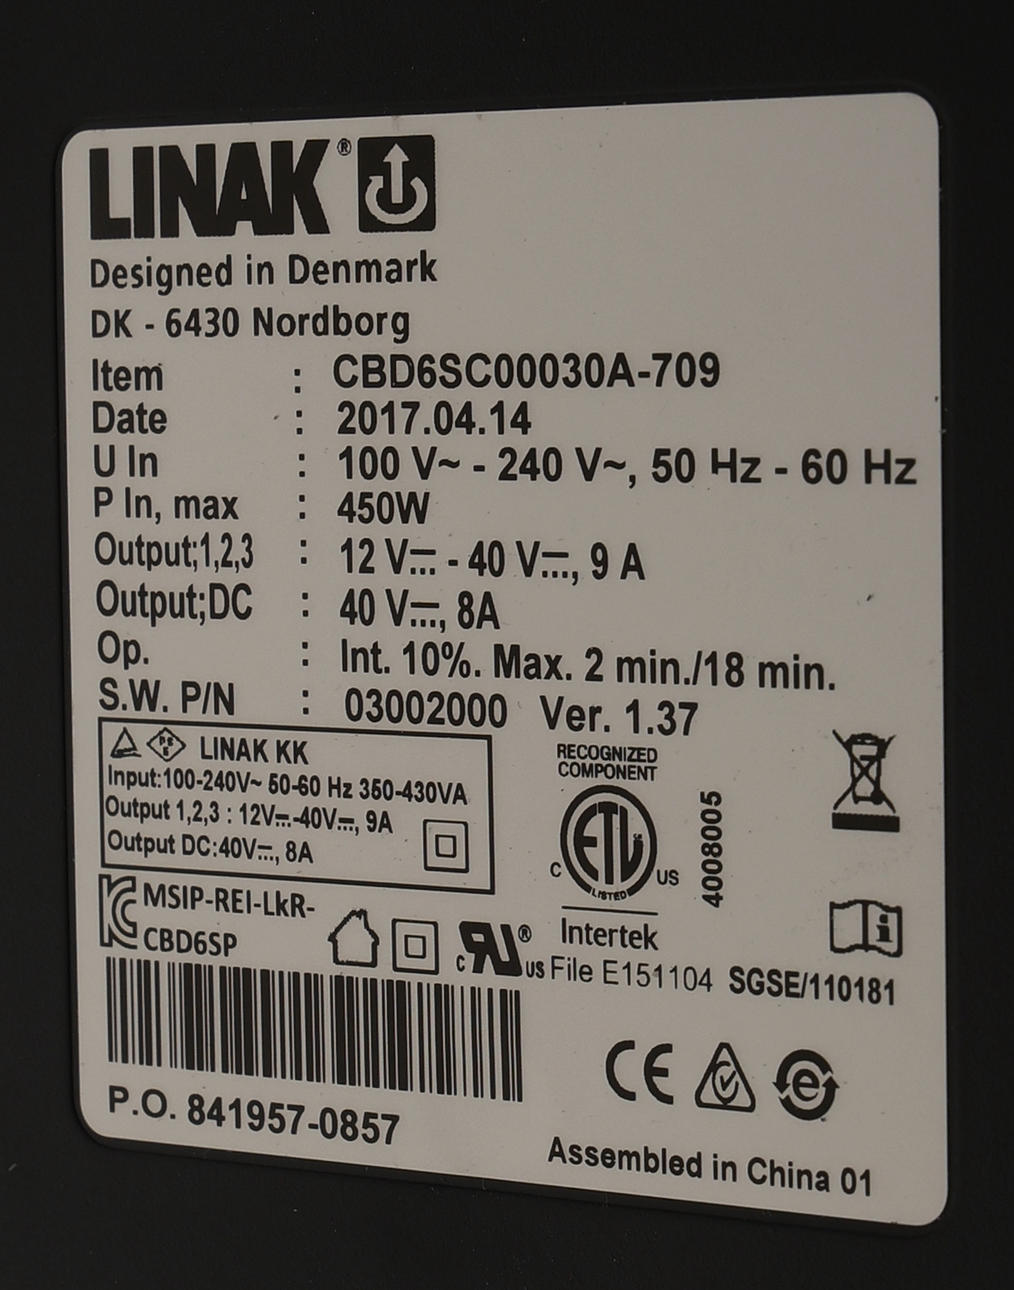 LINAK®
Designed in Denmark
DK - 6430 Nordborg
Item : CBD6SC00030A-709
Date : 2017.04.14
U In : 100 V~ - 240 V~, 50 Hz - 60 Hz
P In, max : 450W
Output;1,2,3 : 12 V⎓ - 40 V⎓, 9 A
Output;DC : 40 V⎓, 8A
Op. : Int. 10%. Max. 2 min./18 min.
S.W. P/N : 03002000 Ver. 1.37
LINAK KK
Input:100-240V~ 50-60 Hz 350-430VA
Output 1,2,3 : 12V⎓-40V⎓, 9A
Output DC:40V⎓, 8A
RECOGNIZED
COMPONENT
C ETL US
LISTED
Intertek
4008005
MSIP-REI-LkR-
CBD6SP
c RU® us File E151104 SGSE/110181
CE
P.O. 841957-0857
Assembled in China 01